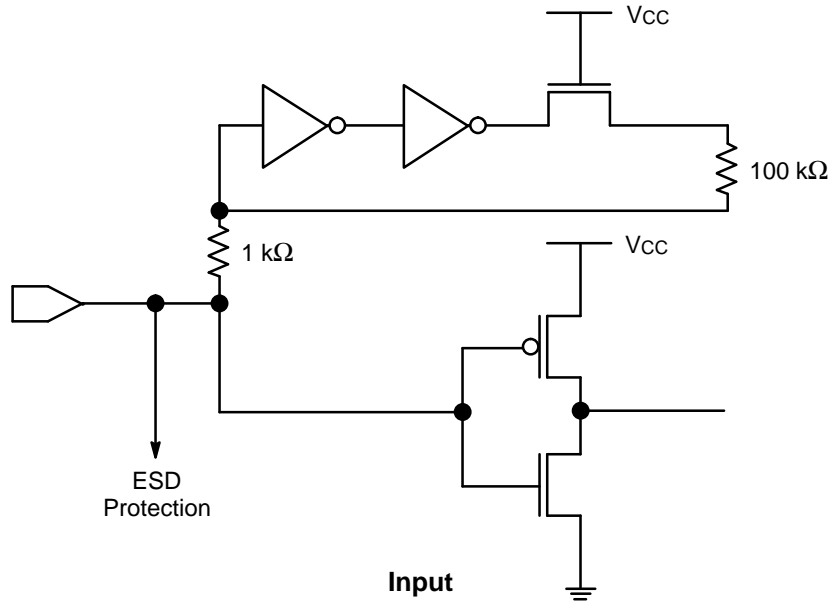 VCC
100 kΩ
1 kΩ
VCC
ESD
Protection
Input